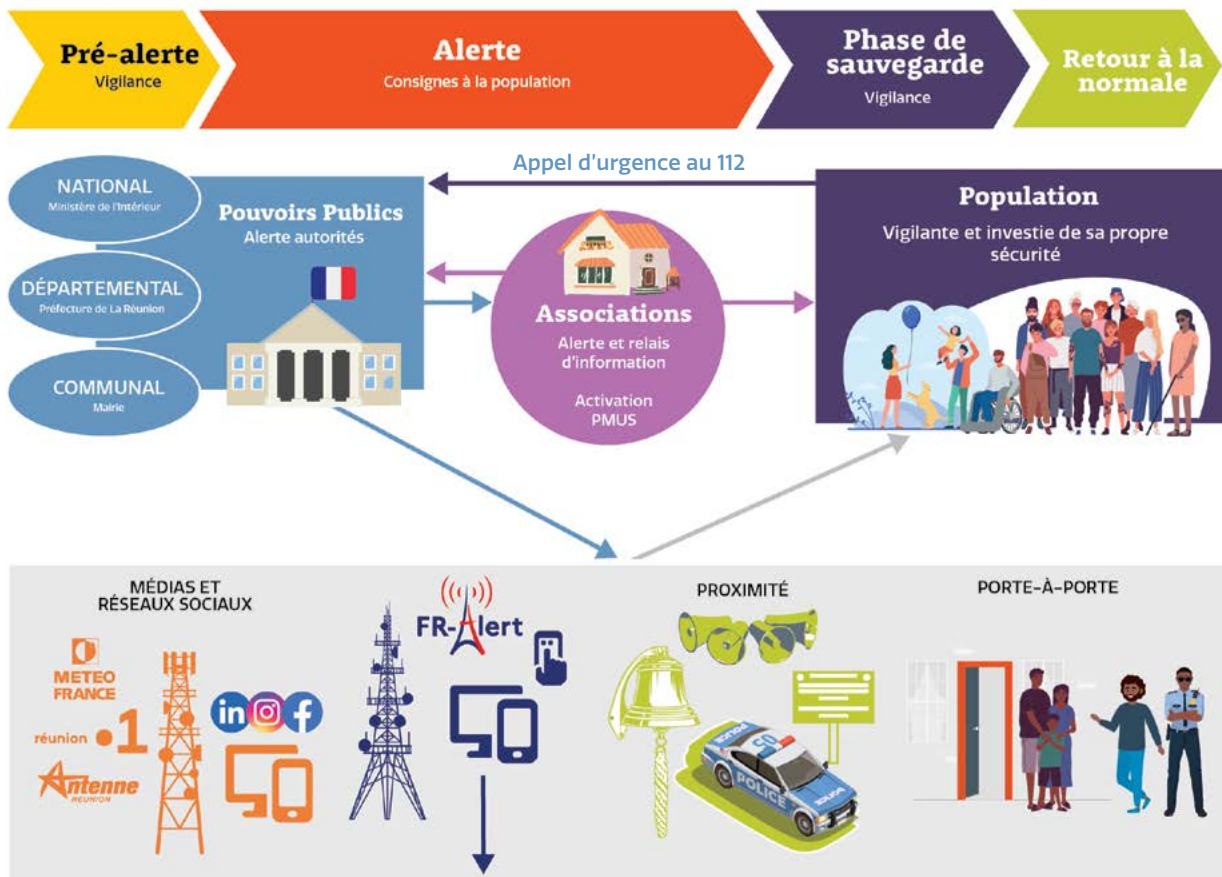 Pré-alerte
Vigilance
Alerte
Consignes à la population
Phase de
sauvegarde
Vigilance
Retour à la
normale
Appel d'urgence au 112
NATIONAL
Ministère de l'Intérieur
DÉPARTEMENTAL
Préfecture de La Réunion
COMMUNAL
Mairie
Pouvoirs Publics
Alerte autorités
Associations
Alerte et relais
d'information
Activation
PMUS
Population
Vigilante et investie de sa propre
sécurité
MÉDIAS ET
RÉSEAUX SOCIAUX
METEO
FRANCE
réunion 1
Antenne
RÉUNION
in
f
FR-Alert
PROXIMITÉ
POLICE
POLICE
PORTE-À-PORTE